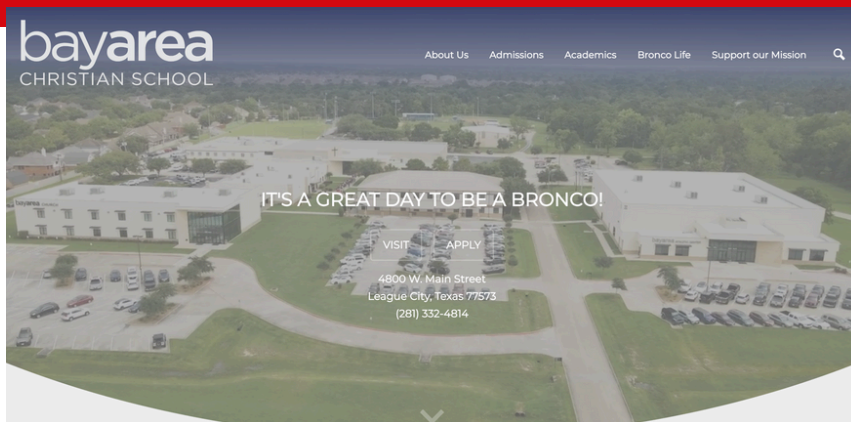 bayarea
CHRISTIAN SCHOOL
About Us Admissions Academics Bronco Life Support our Mission
IT'S A GREAT DAY TO BE A BRONCO!
VISIT APPLY
4800 W. Main Street
League City, Texas 77573
(281) 332-4814
bayarea